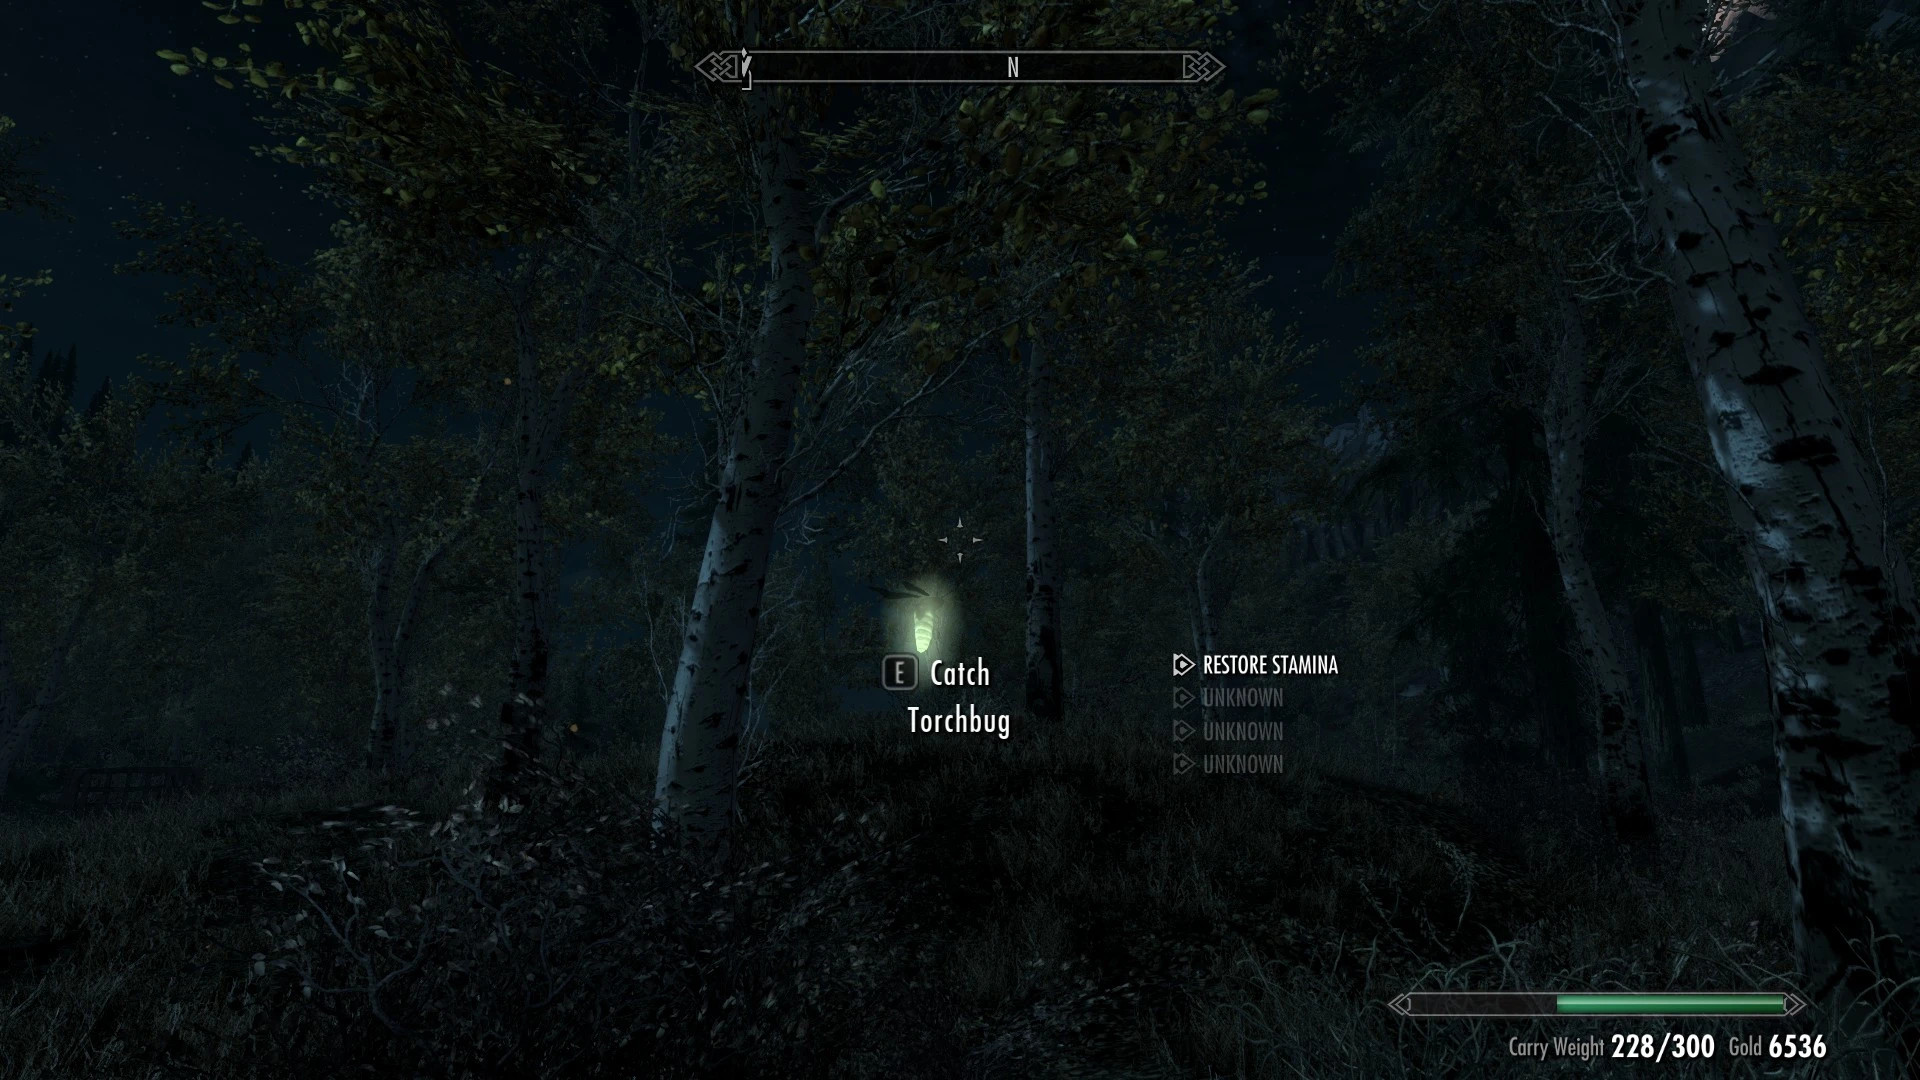 N
E Catch
Torchbug
RESTORE STAMINA
UNKNOWN
UNKNOWN
UNKNOWN
Carry Weight 228/300 Gold 6536